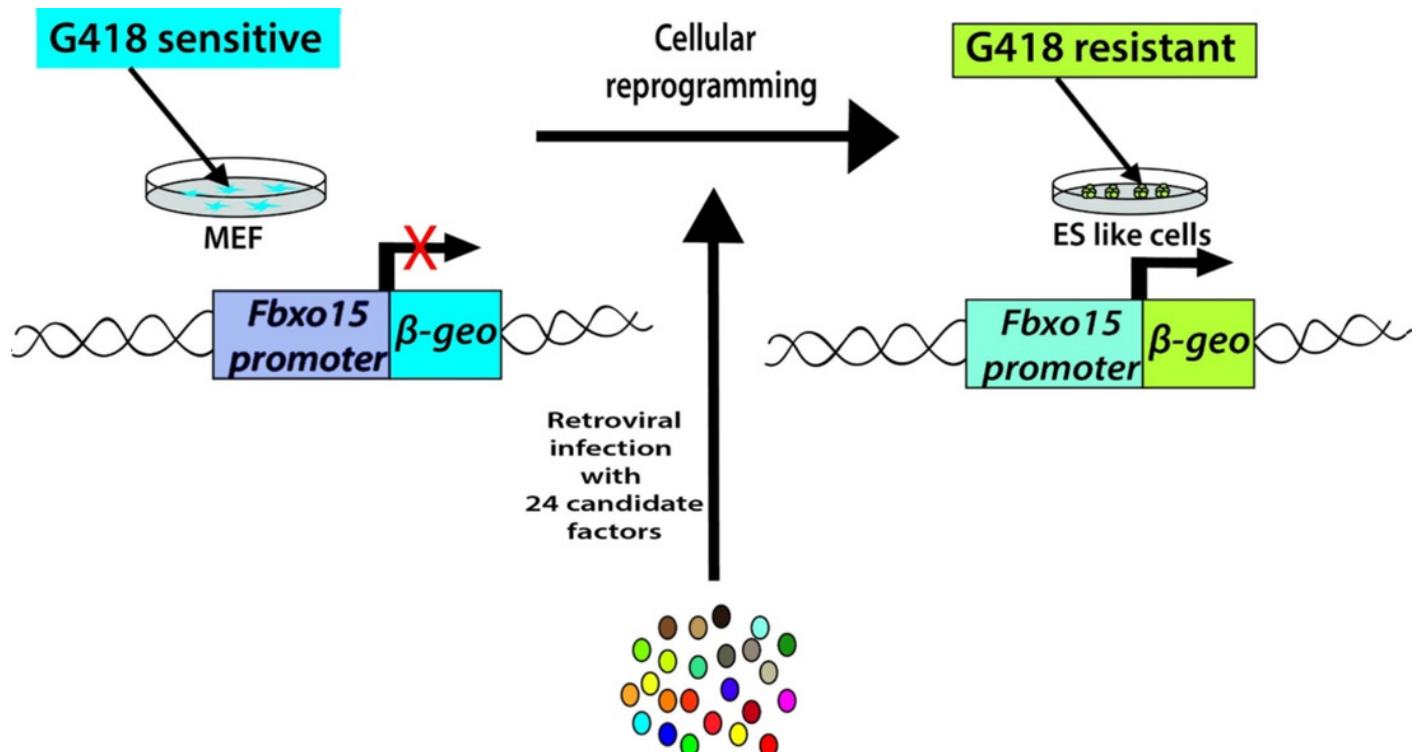 G418 sensitive
MEF
X
Fbxo15
promoter
β-geo
Cellular
reprogramming
G418 resistant
ES like cells
Fbxo15
promoter
β-geo
Retroviral
infection
with
24 candidate
factors